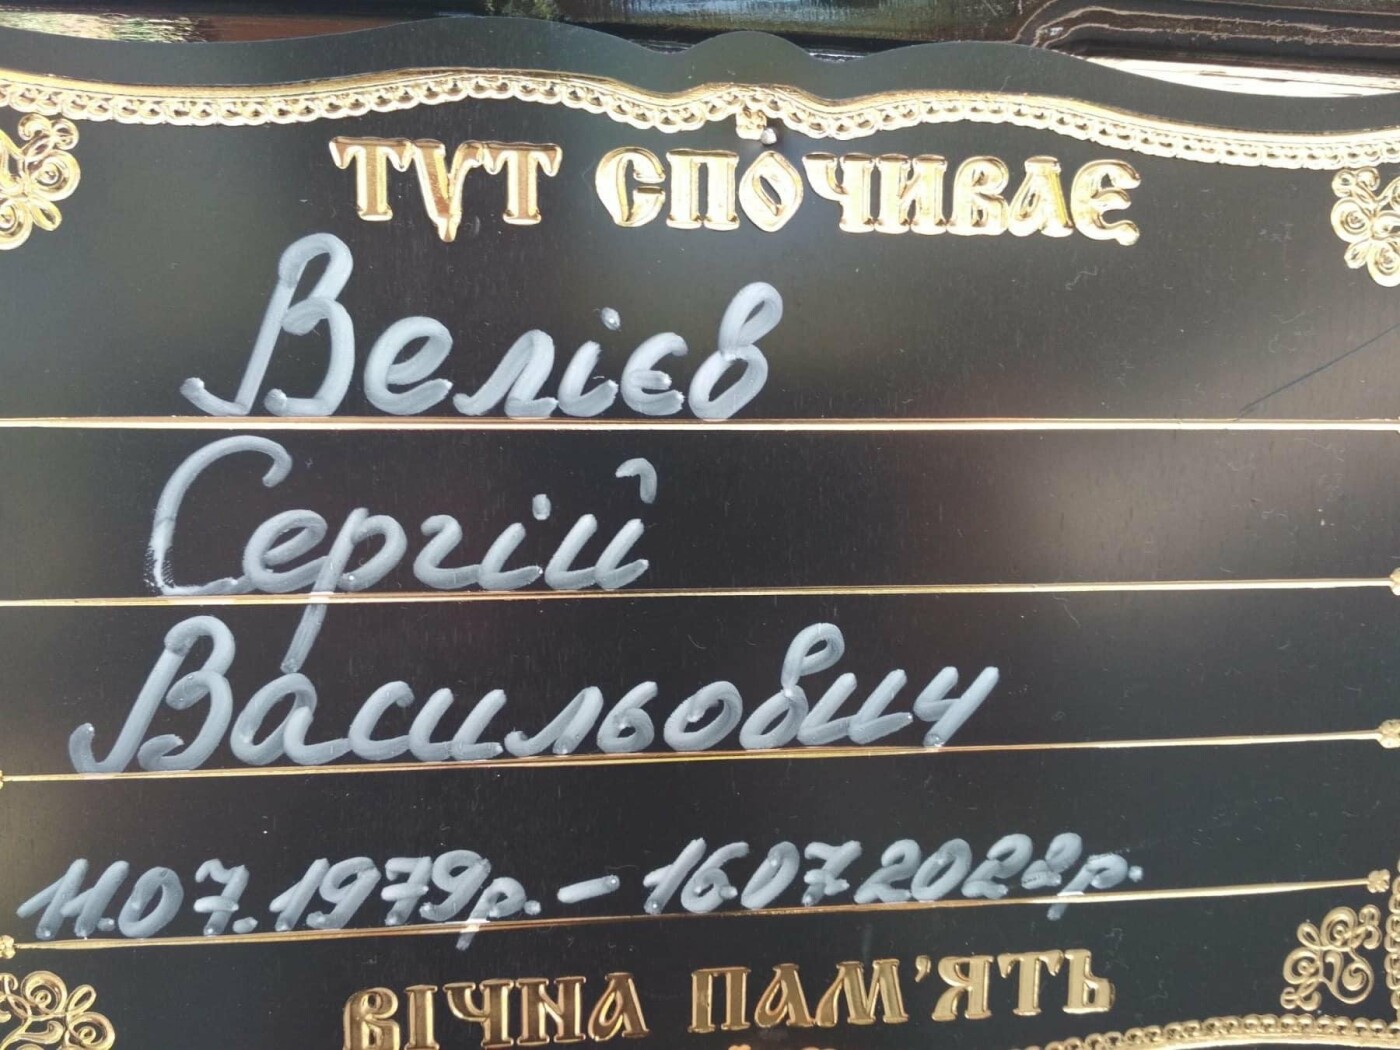 ТУТ СПОЧИВАЄ
Велієв
Сергій
Васильович
11.07.1979р. - 16.07.2022р.
ВІЧНА ПАМ'ЯТЬ